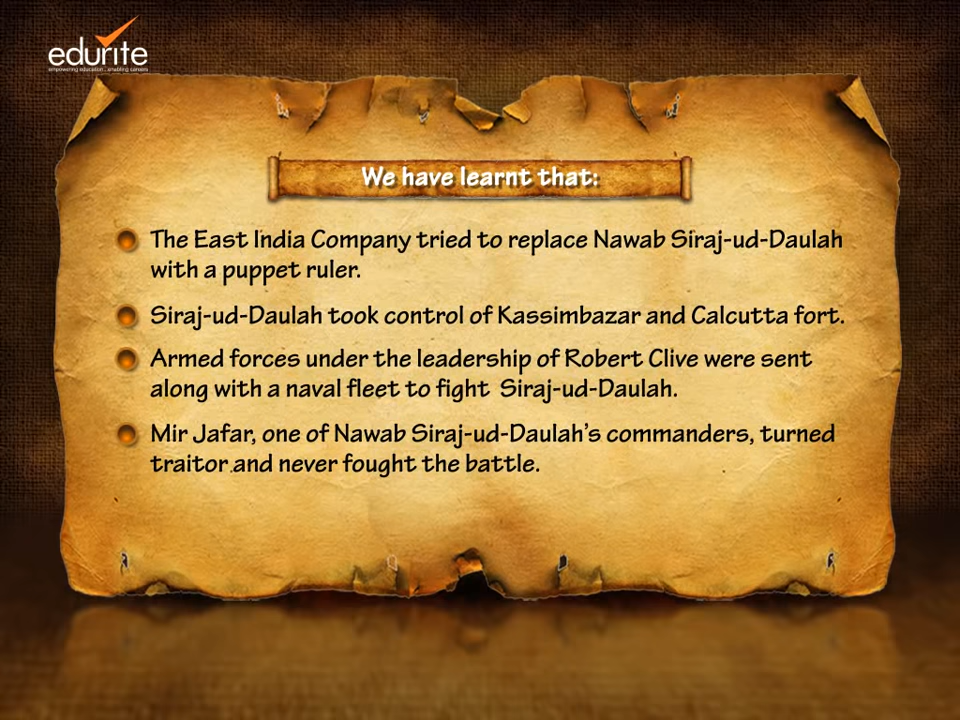 edurite
empowering education...enabling careers
We have learnt that:
The East India Company tried to replace Nawab Siraj-ud-Daulah
with a puppet ruler.
Siraj-ud-Daulah took control of Kassimbazar and Calcutta fort.
Armed forces under the leadership of Robert Clive were sent
along with a naval fleet to fight Siraj-ud-Daulah.
Mir Jafar, one of Nawab Siraj-ud-Daulah's commanders, turned
traitor and never fought the battle.